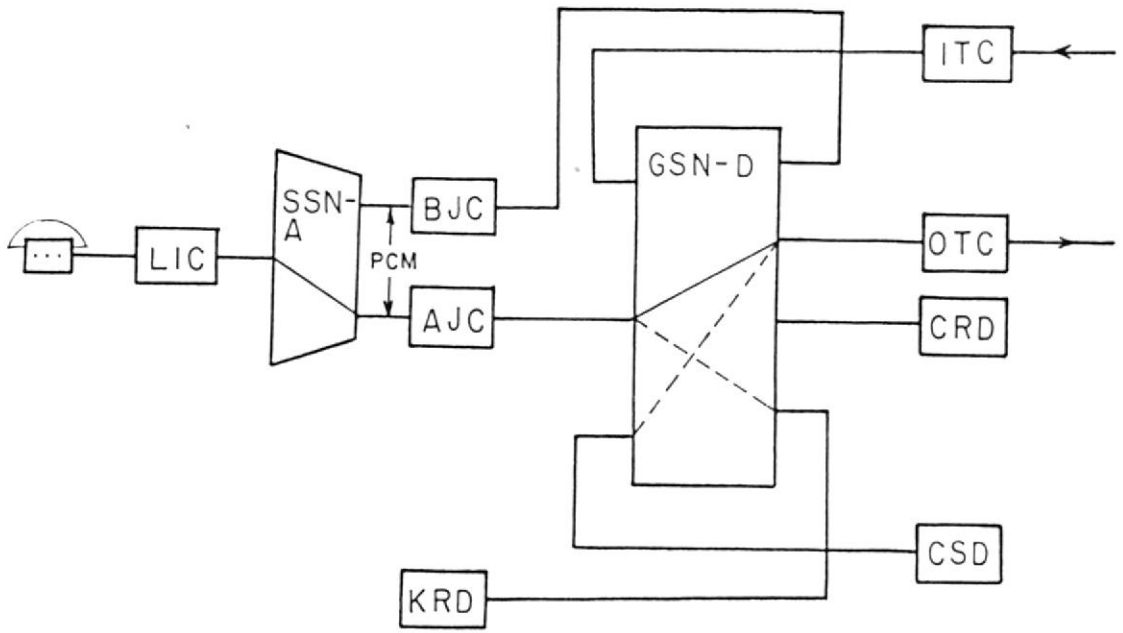 ITC
GSN-D
SSN-
A
BJC
PCM
LIC
OTC
AJC
CRD
CSD
KRD